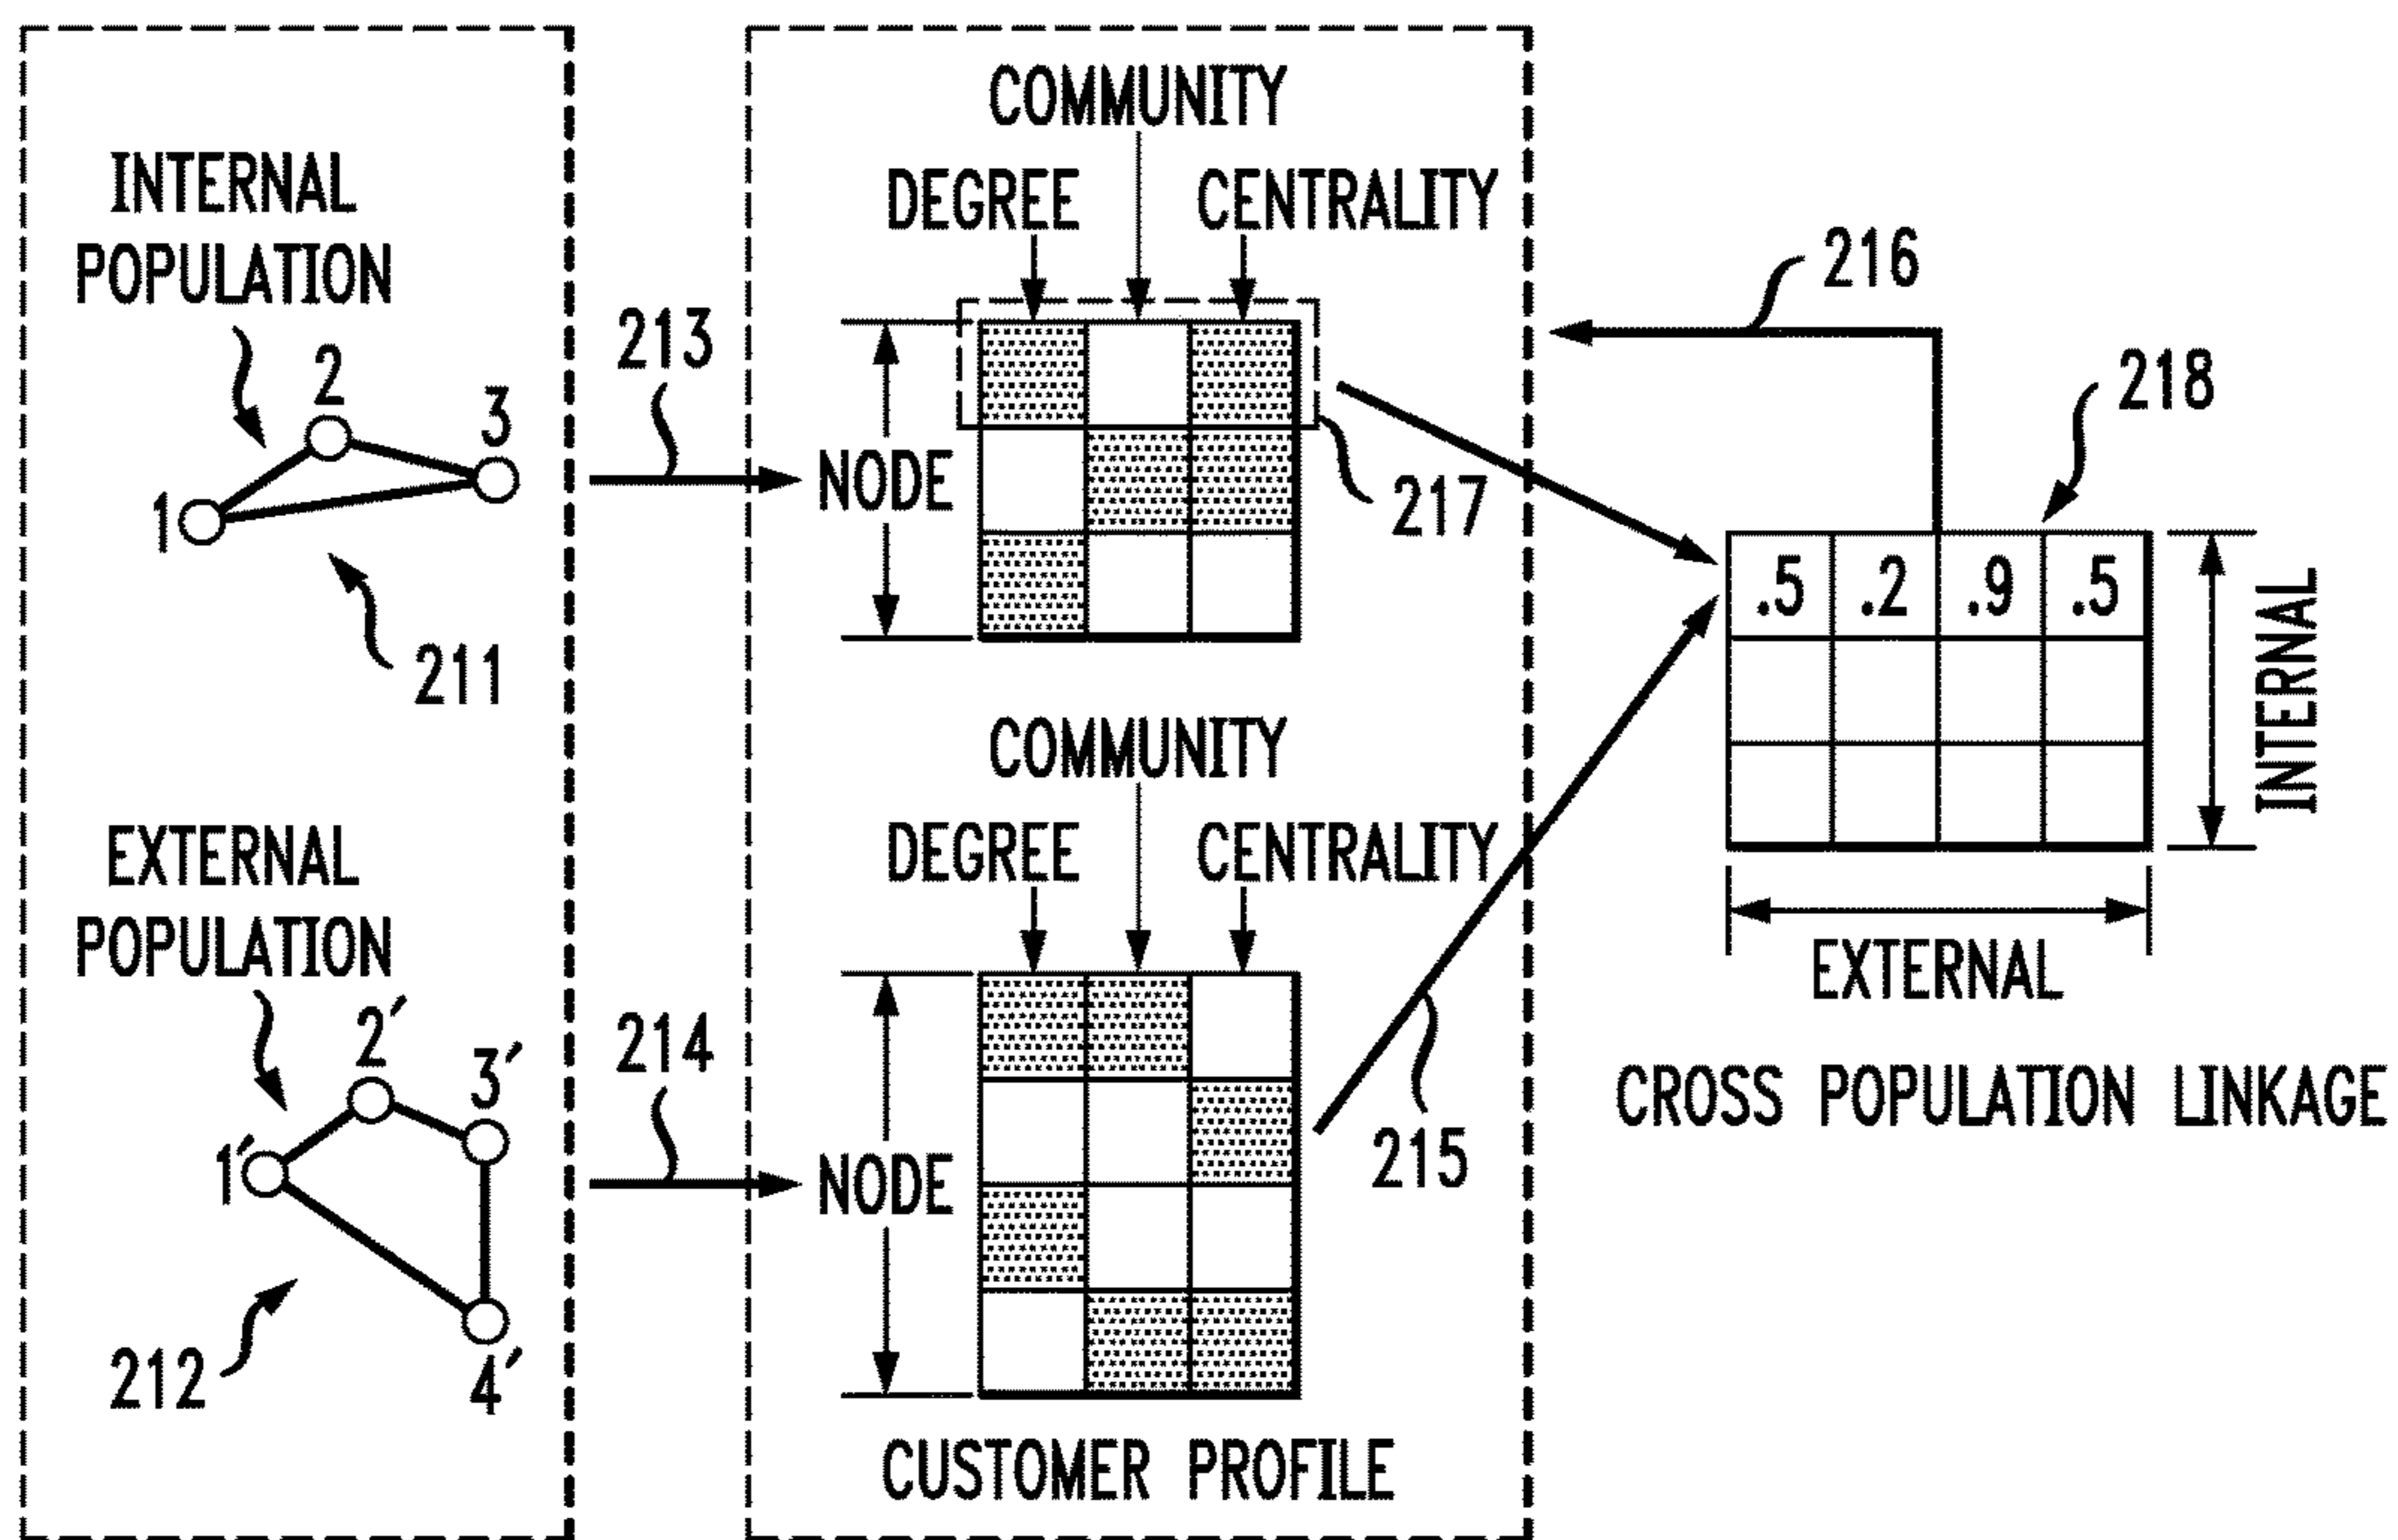 INTERNAL
POPULATION
1
2
3
211
EXTERNAL
POPULATION
1′
2′
3′
4′
212
213
214
COMMUNITY
DEGREE
CENTRALITY
NODE
217
COMMUNITY
DEGREE
CENTRALITY
NODE
215
CUSTOMER PROFILE
216
218
.5 .2 .9 .5
INTERNAL
EXTERNAL
CROSS POPULATION LINKAGE